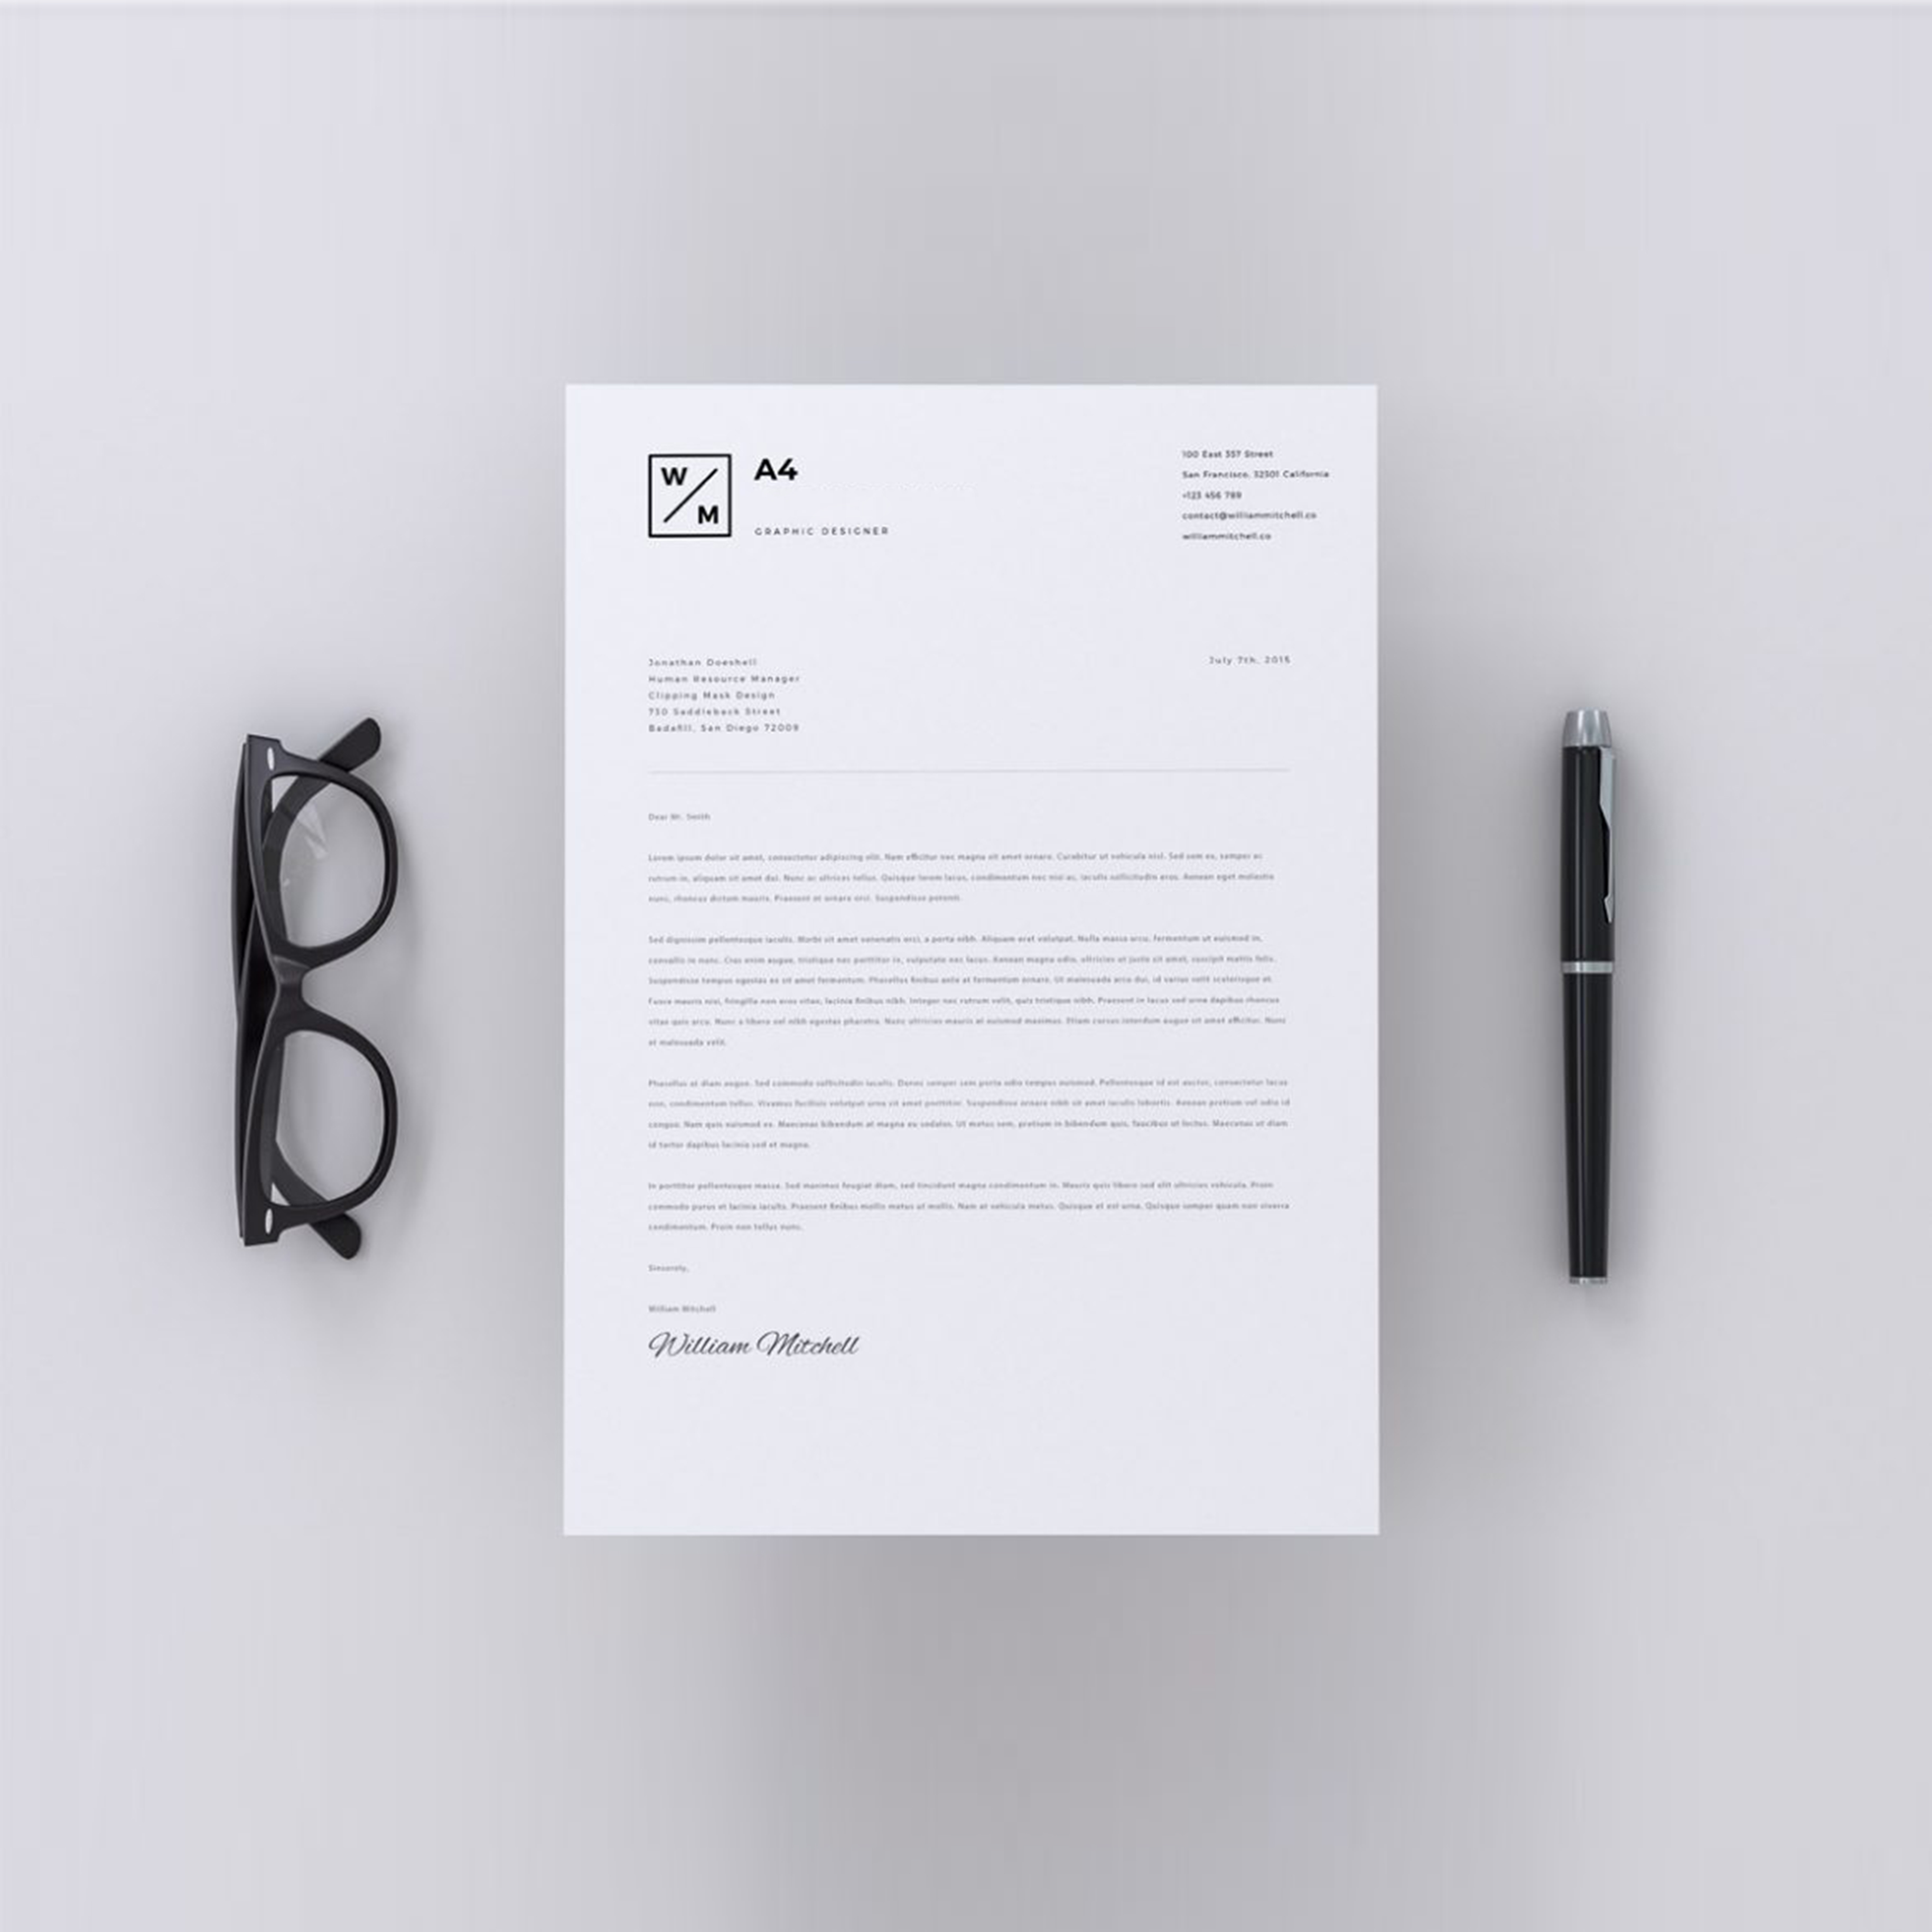 W
M
A4
GRAPHIC DESIGNER
100 East 357 Street
San Francisco, 32501 California
+123 456 789
contact@williammitchell.co
williammitchell.co
Jonathan Doeshell
Human Resource Manager
Clipping Mask Design
730 Saddleback Street
Badafill, San Diego 72009
July 7th, 2015
Dear Mr. Smith
Lorem ipsum dolor sit amet, consectetur adipiscing elit. Nam efficitur nec magna sit amet ornare. Curabitur ut vehicula nisl. Sed sem ex, semper ac
rutrum in, aliquam sit amet dui. Nunc ac ultrices tellus. Quisque lorem lacus, condimentum nec nisi ac, iaculis sollicitudin eros. Aenean eget molestie
nunc, rhoncus dictum mauris. Praesent et ornare orci. Suspendisse potenti.
Sed dignissim pellentesque iaculis. Morbi sit amet venenatis orci, a porta nibh. Aliquam erat volutpat. Nulla massa arcu, fermentum ut euismod in,
convallis in nunc. Cras enim augue, tristique nec porttitor in, vulputate nec lacus. Aenean magna odio, ultricies ut justo sit amet, suscipit mattis felis.
Suspendisse tempus egestas ex sit amet fermentum. Phasellus finibus ante at fermentum ornare. Ut malesuada arcu dui, id varius velit scelerisque et.
Fusce mauris nisi, fringilla non eros vitae, lacinia finibus nibh. Integer nec rutrum velit, quis tristique nibh. Praesent in lacus sed urna dapibus rhoncus
vitae quis arcu. Nunc a libero vel nibh egestas pharetra. Nunc ultricies mauris at euismod maximus. Etiam cursus interdum augue sit amet efficitur. Nunc
et malesuada velit.
Phasellus at diam augue. Sed commodo sollicitudin iaculis. Donec semper sem porta odio tempus euismod. Pellentesque id est auctor, consectetur lacus
non, condimentum tellus. Vivamus facilisis volutpat urna sit amet porttitor. Suspendisse ornare nibh sit amet iaculis lobortis. Aenean pretium vel odio id
congue. Nam quis euismod ex. Maecenas bibendum at magna eu sodales. Ut metus sem, pretium in bibendum quis, faucibus at lectus. Maecenas ut diam
id tortor dapibus lacinia sed et magna.
In porttitor pellentesque massa. Sed maximus feugiat diam, sed tincidunt magna condimentum in. Mauris quis libero sed elit ultricies vehicula. Proin
commodo purus et lacinia iaculis. Praesent finibus mollis metus ut mollis. Nam at vehicula metus. Quisque et est urna. Quisque semper quam non viverra
condimentum. Proin non tellus nunc.
Sincerely,
William Mitchell
William Mitchell